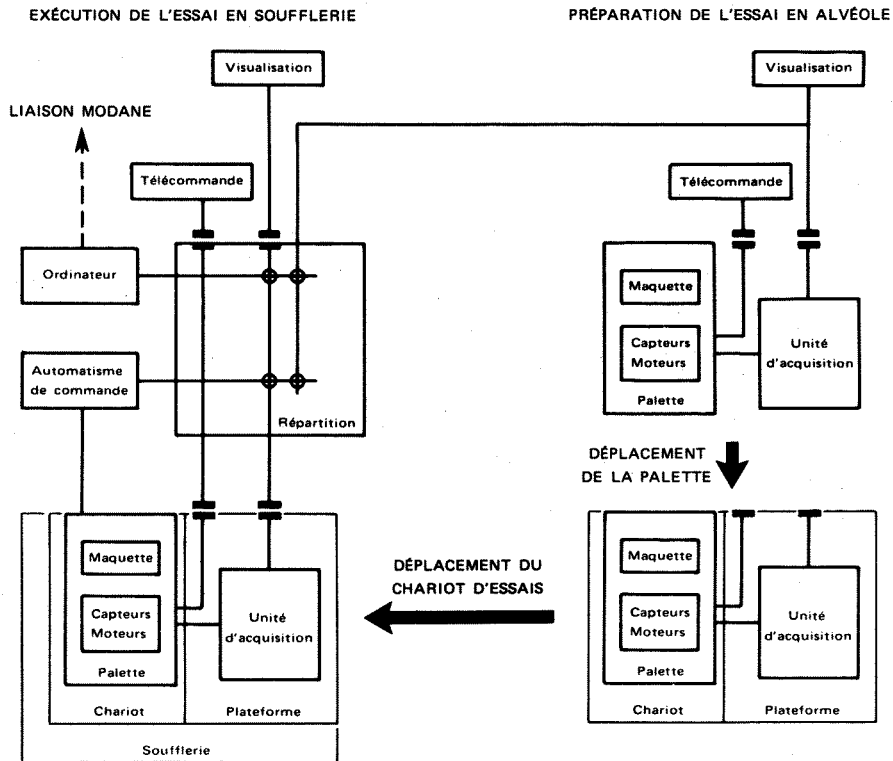 EXÉCUTION DE L'ESSAI EN SOUFFLERIE
PRÉPARATION DE L'ESSAI EN ALVÉOLE
Visualisation
Visualisation
LIAISON MODANE
Télécommande
Télécommande
Ordinateur
Maquette
Capteurs
Moteurs
Unité
d'acquisition
Palette
Automatisme
de commande
Répartition
DÉPLACEMENT
DE LA PALETTE
Maquette
Capteurs
Moteurs
Unité
d'acquisition
Palette
Chariot
Plateforme
Soufflerie
DÉPLACEMENT DU
CHARIOT D'ESSAIS
Maquette
Capteurs
Moteurs
Unité
d'acquisition
Palette
Chariot
Plateforme